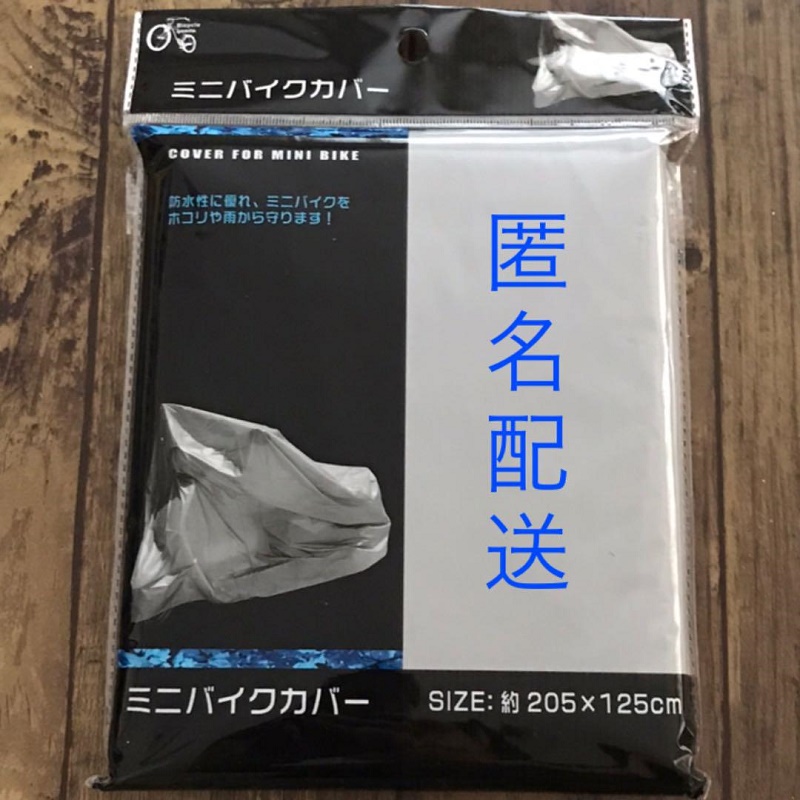 Bicycle
Goods
ミニバイクカバー
COVER FOR MINI BIKE
防水性に優れ、ミニバイクを
ホコリや雨から守ります!
匿名配送
ミニバイクカバー
SIZE: 約 205×125cm